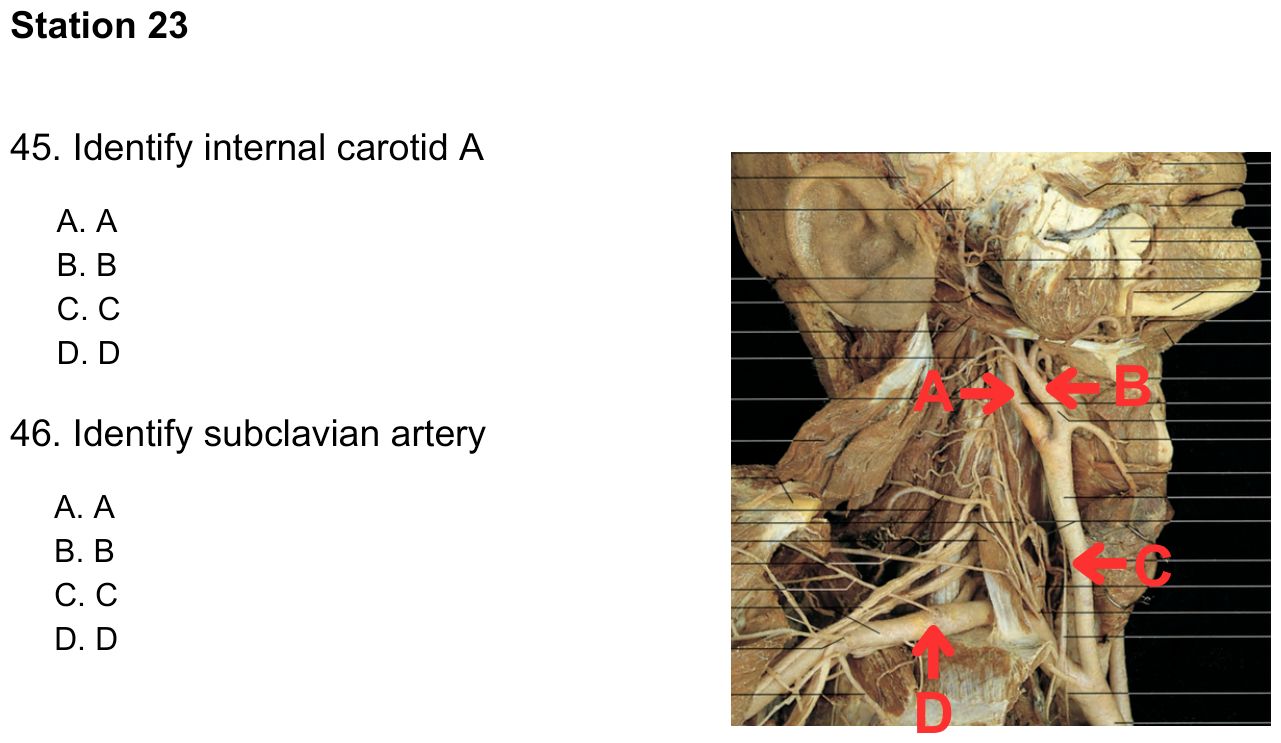 Station 23
45. Identify internal carotid A
A. A
B. B
C. C
D. D
46. Identify subclavian artery
A. A
B. B
C. C
D. D
A
B
C
D